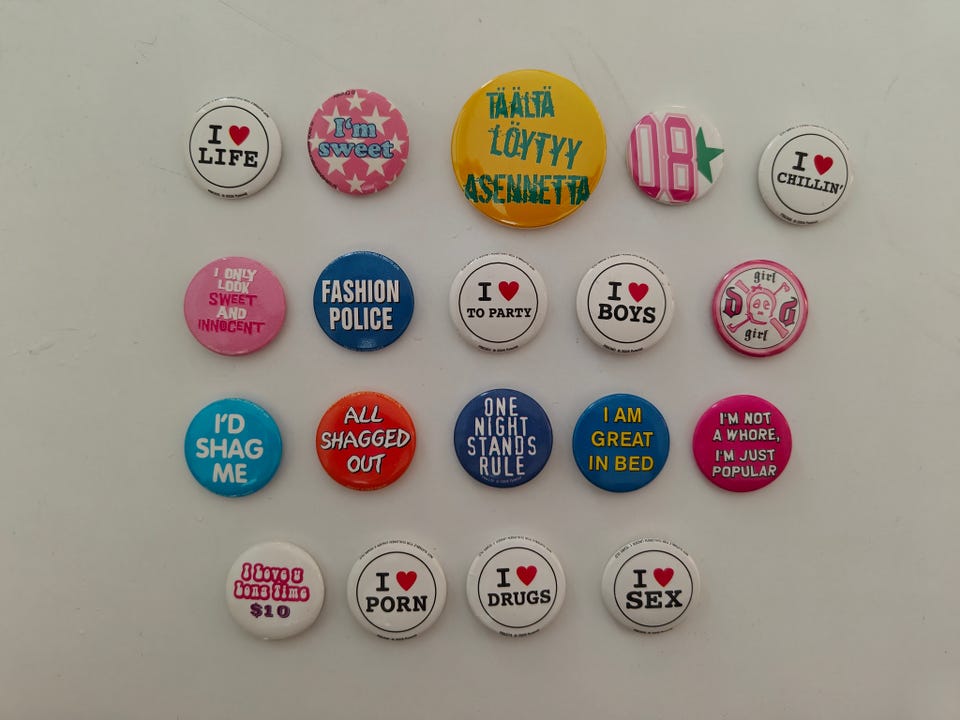 I ♥
LIFE
I'm
sweet
TÄÄLTÄ
LÖYTYY
ASENNETTA
08
I ♥
CHILLIN'
I ONLY
LOOK
SWEET
AND
INNOCENT
FASHION
POLICE
I ♥
TO PARTY
I ♥
BOYS
girl
D G
girl
I'D
SHAG
ME
ALL
SHAGGED
OUT
ONE
NIGHT
STANDS
RULE
I AM
GREAT
IN BED
I'M NOT
A WHORE,
I'M JUST
POPULAR
I Love U
Long Time
$10
I ♥
PORN
I ♥
DRUGS
I ♥
SEX